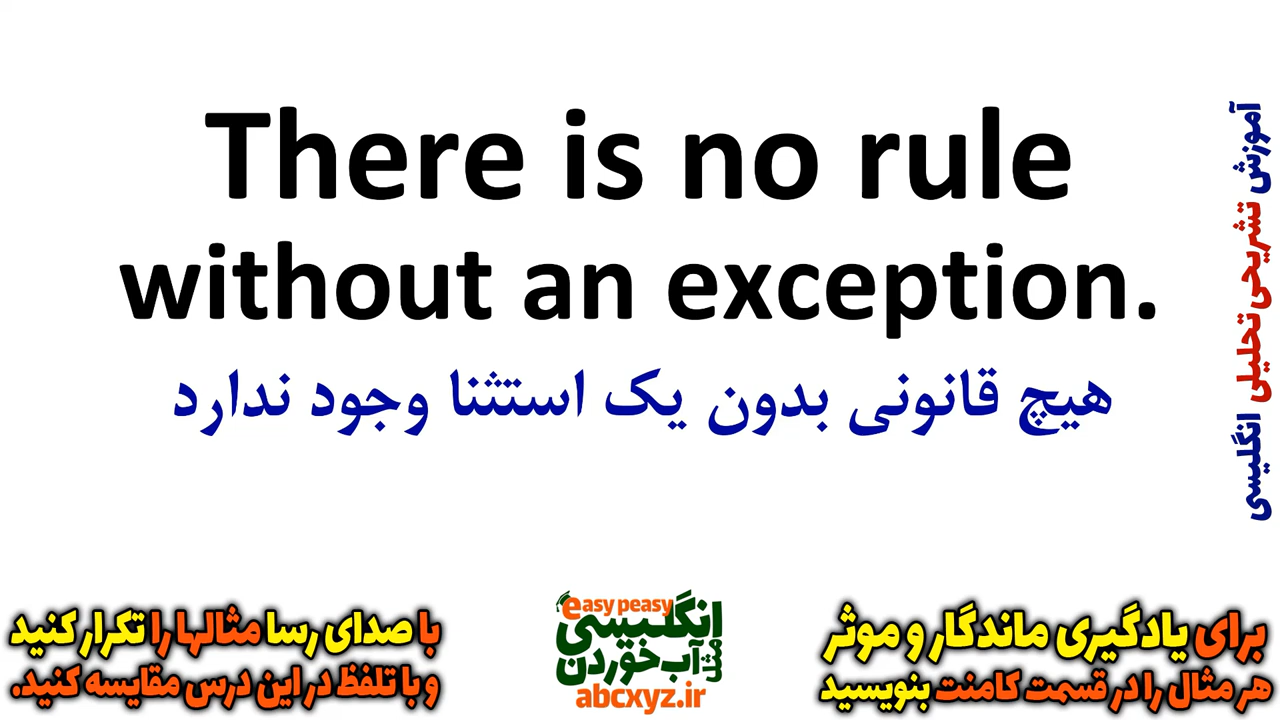 There is no rule
without an exception.
هیچ قانونی بدون یک استثنا وجود ندارد
آموزش تشریحی تحلیلی انگلیسی
برای یادگیری ماندگار و موثر
هر مثال را در قسمت کامنت بنویسید
easy peasy
انگلیسی
مثل آب خوردن
abcxyz.ir
با صدای رسا مثالها را تکرار کنید
و با تلفظ در این درس مقایسه کنید.